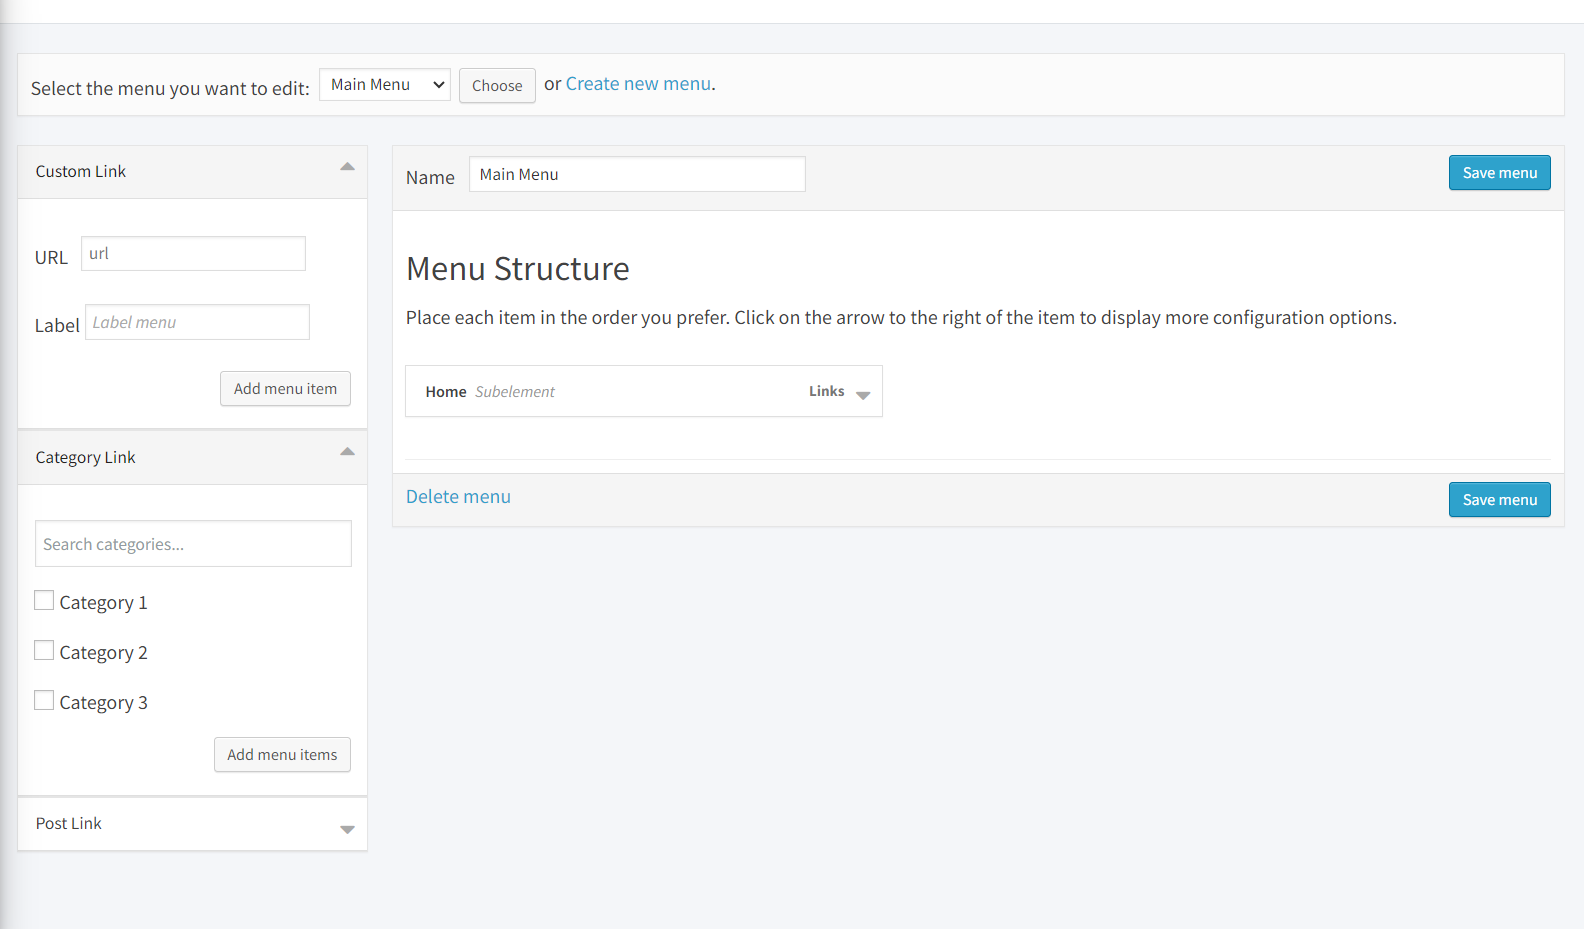 Select the menu you want to edit: Main Menu Choose or Create new menu.
Custom Link
URL url
Label Label menu
Add menu item
Category Link
Search categories...
Category 1
Category 2
Category 3
Add menu items
Post Link
Name Main Menu Save menu
Menu Structure
Place each item in the order you prefer. Click on the arrow to the right of the item to display more configuration options.
Home Subelement Links
Delete menu Save menu